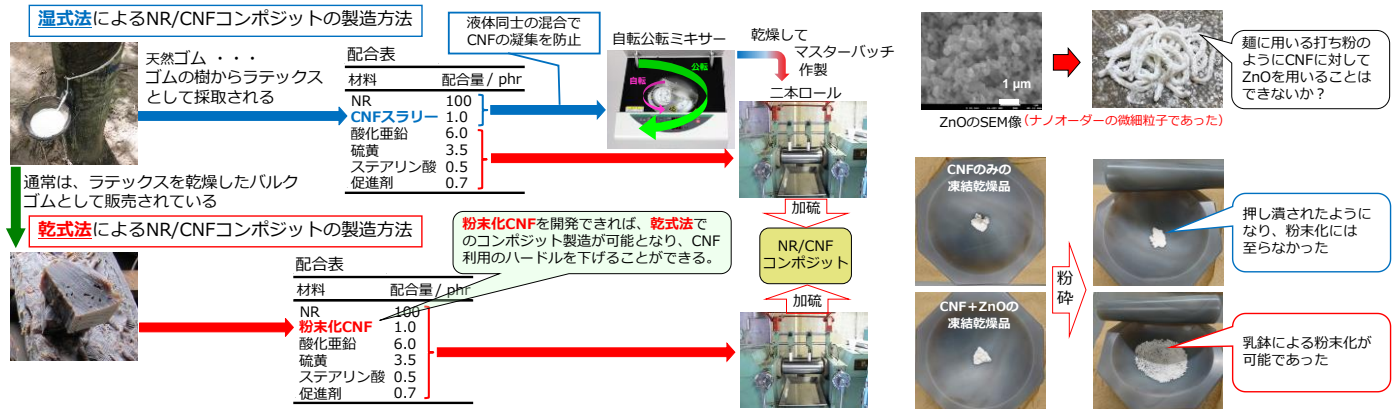 湿式法によるNR/CNFコンポジットの製造方法
天然ゴム ・・・
ゴムの樹からラテックス
として採取される
配合表
材料 配合量 / phr
NR 100
CNFスラリー 1.0
酸化亜鉛 6.0
硫黄 3.5
ステアリン酸 0.5
促進剤 0.7
液体同士の混合で
CNFの凝集を防止
自転公転ミキサー
公転
自転
乾燥して
マスターバッチ
作製
二本ロール
通常は、ラテックスを乾燥したバルク
ゴムとして販売されている
乾式法によるNR/CNFコンポジットの製造方法
粉末化CNFを開発できれば、乾式法で
のコンポジット製造が可能となり、CNF
利用のハードルを下げることができる。
配合表
材料 配合量 / phr
NR 100
粉末化CNF 1.0
酸化亜鉛 6.0
硫黄 3.5
ステアリン酸 0.5
促進剤 0.7
加硫
NR/CNF
コンポジット
加硫
1 μm
ZnOのSEM像(ナノオーダーの微細粒子であった)
麺に用いる打ち粉の
ようにCNFに対して
ZnOを用いることは
できないか？
CNFのみの
凍結乾燥品
押し潰されたように
なり、粉末化には
至らなかった
粉砕
CNF+ZnOの
凍結乾燥品
乳鉢による粉末化が
可能であった